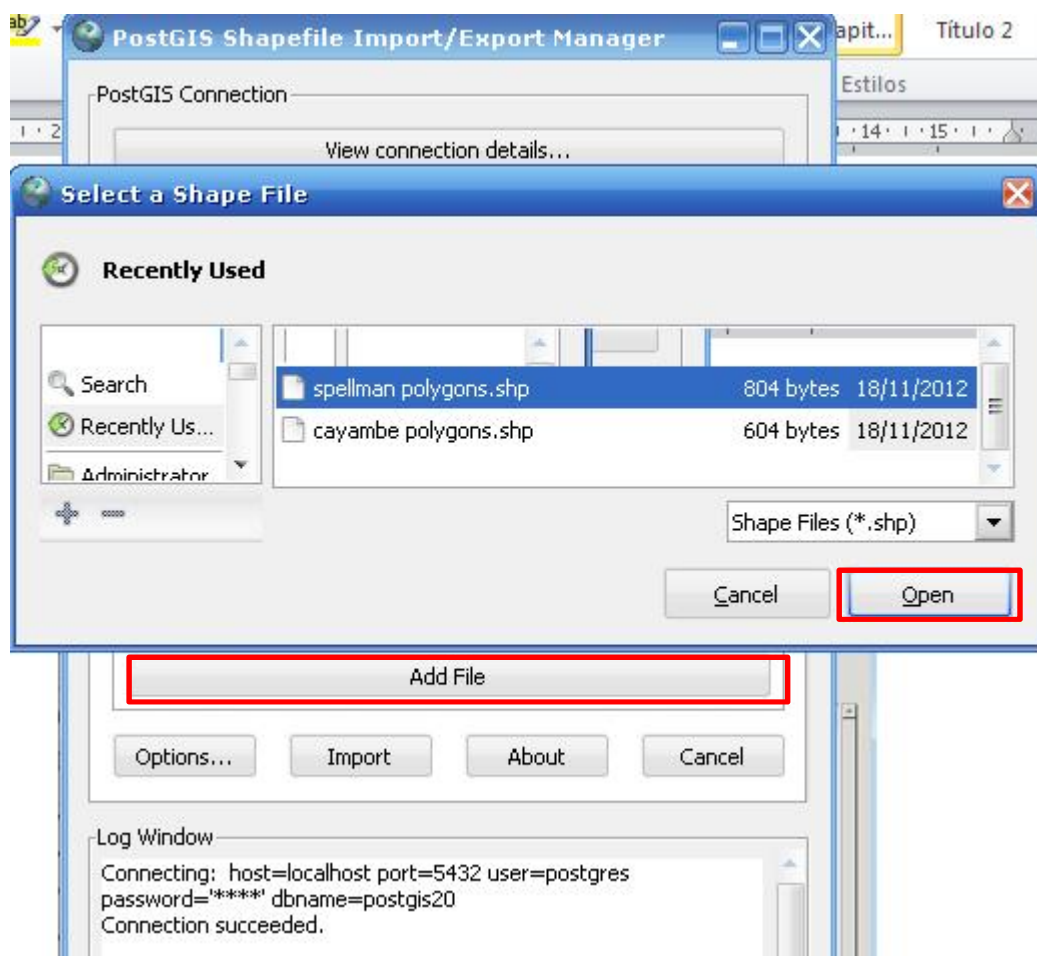 ab
PostGIS Shapefile Import/Export Manager
apit...
Título 2
Estilos
PostGIS Connection
2
14 15
View connection details...
Select a Shape File
Recently Used
Search
Recently Us...
Administrator
spellman polygons.shp 804 bytes 18/11/2012
cayambe polygons.shp 604 bytes 18/11/2012
Shape Files (*.shp)
Cancel
Open
Add File
Options...
Import
About
Cancel
Log Window
Connecting: host=localhost port=5432 user=postgres
password='****' dbname=postgis20
Connection succeeded.